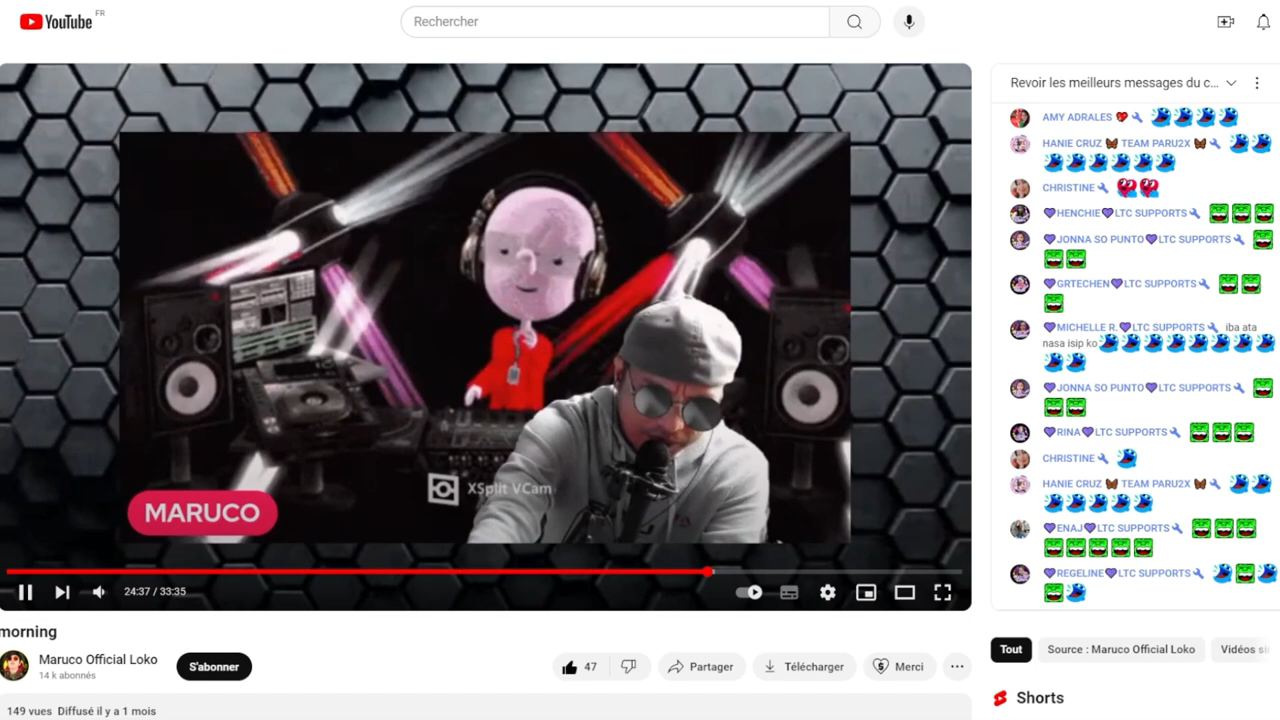 YouTube FR
Rechercher
Revoir les meilleurs messages du c...
AMY ADRALES
HANIE CRUZ TEAM PARU2X
CHRISTINE
HENCHIE LTC SUPPORTS
JONNA SO PUNTO LTC SUPPORTS
GRTECHEN LTC SUPPORTS
MICHELLE R. LTC SUPPORTS iba ata
nasa isip ko
JONNA SO PUNTO LTC SUPPORTS
RINA LTC SUPPORTS
CHRISTINE
HANIE CRUZ TEAM PARU2X
ENAJ LTC SUPPORTS
REGELINE LTC SUPPORTS
XSplit VCam
MARUCO
24:37 / 33:35
morning
Maruco Official Loko
14 k abonnés
S'abonner
47
Partager
Télécharger
Merci
149 vues Diffusé il y a 1 mois
Tout
Source : Maruco Official Loko
Vidéos
Shorts